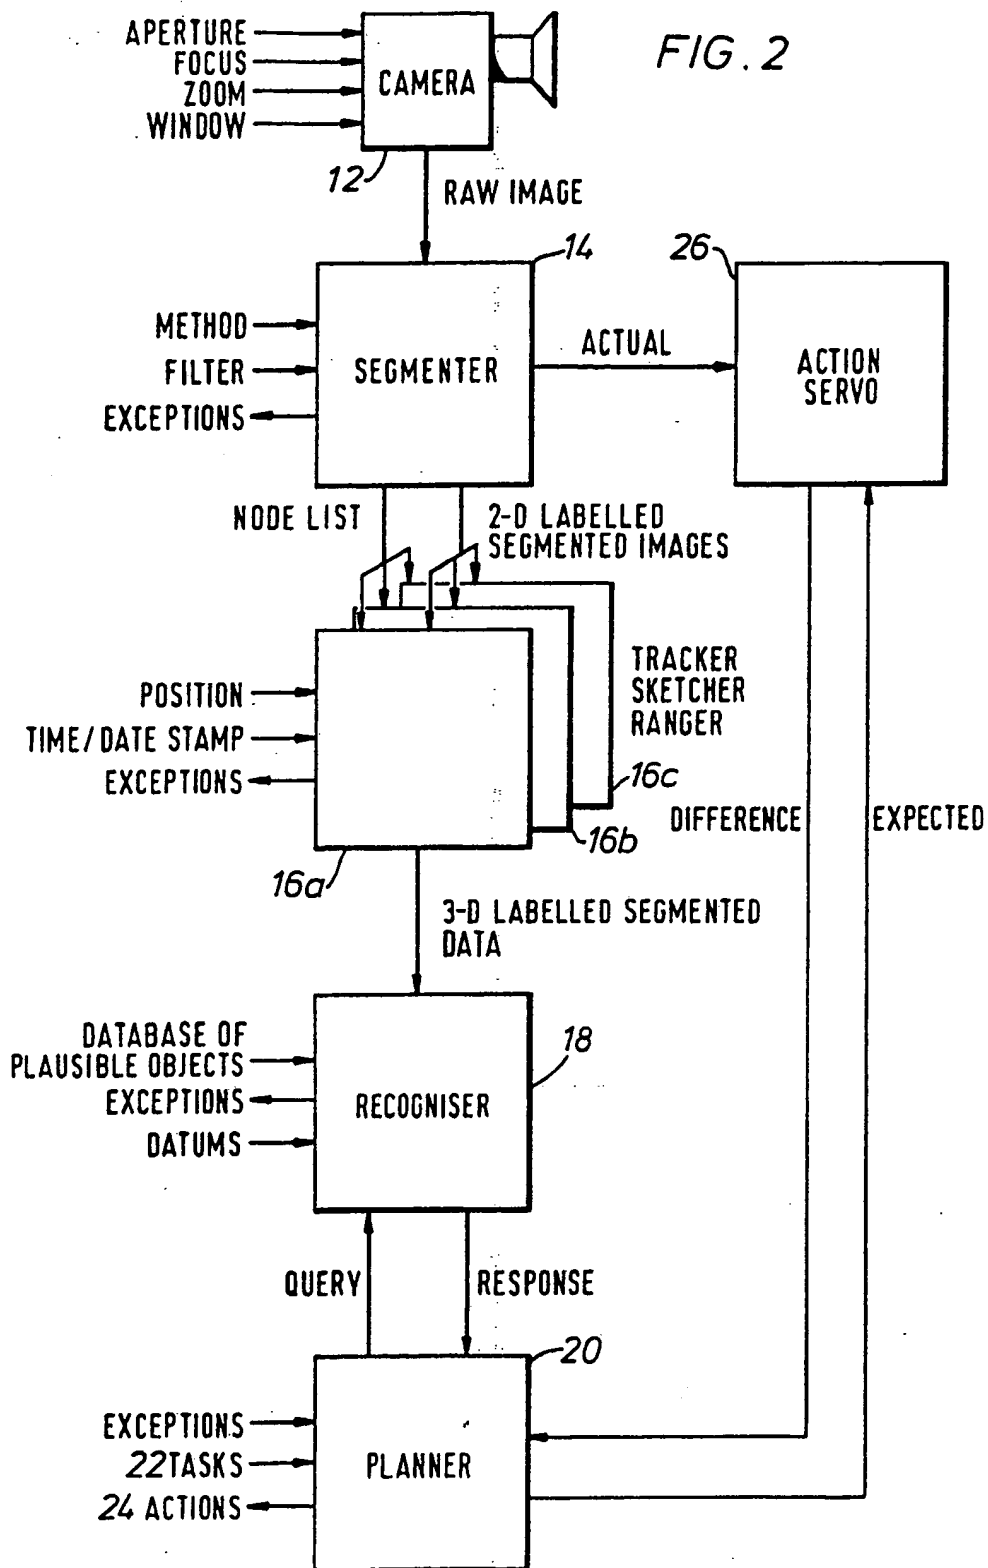 FIG. 2
APERTURE
FOCUS
ZOOM
WINDOW
CAMERA
12
RAW IMAGE
14
26
METHOD
FILTER
EXCEPTIONS
SEGMENTER
ACTUAL
ACTION
SERVO
NODE LIST
2-D LABELLED
SEGMENTED IMAGES
POSITION
TIME/DATE STAMP
EXCEPTIONS
TRACKER
SKETCHER
RANGER
16c
16b
16a
DIFFERENCE
EXPECTED
3-D LABELLED SEGMENTED
DATA
DATABASE OF
PLAUSIBLE OBJECTS
EXCEPTIONS
DATUMS
RECOGNISER
18
QUERY
RESPONSE
20
EXCEPTIONS
22 TASKS
24 ACTIONS
PLANNER